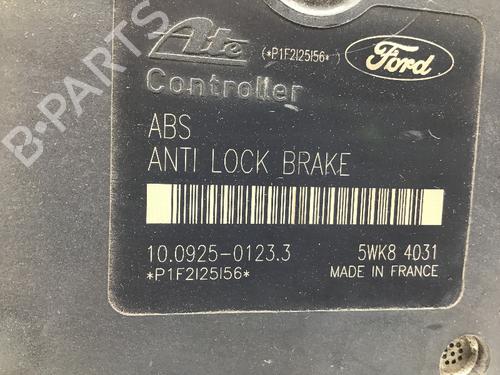 Ate (*P1F2I25I56*) Ford
Controller
ABS
ANTI LOCK BRAKE
10.0925-0123.3 5WK8 4031
*P1F2I25I56* MADE IN FRANCE
B-PARTS